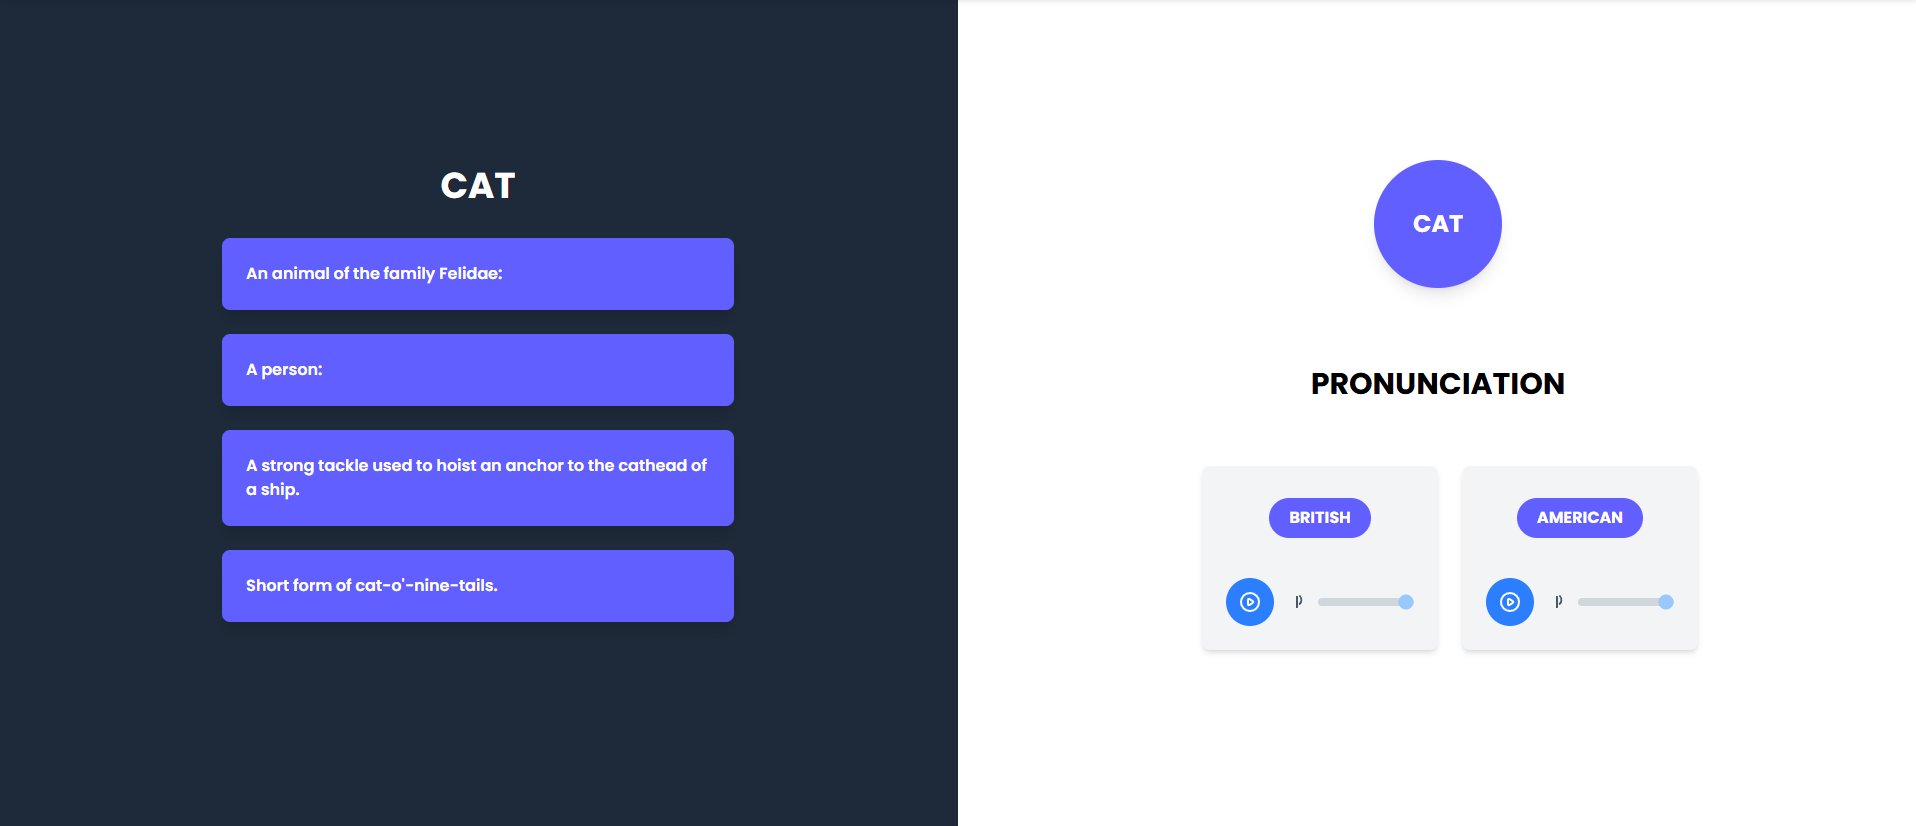 CAT
An animal of the family Felidae:
A person:
A strong tackle used to hoist an anchor to the cathead of
a ship.
Short form of cat-o'-nine-tails.
CAT
PRONUNCIATION
BRITISH
AMERICAN